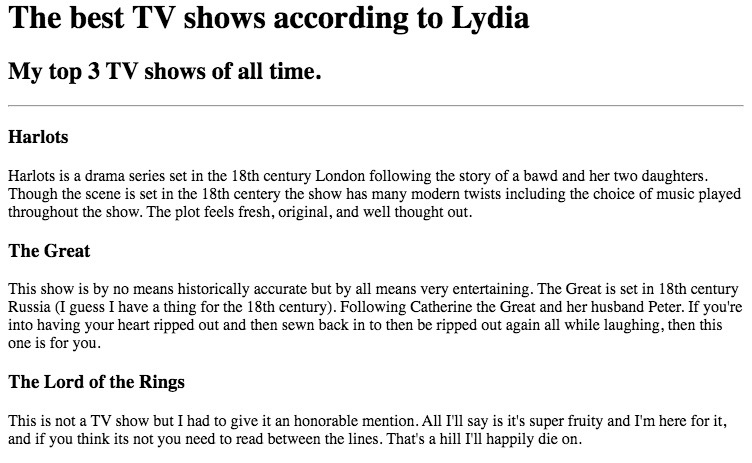 The best TV shows according to Lydia
My top 3 TV shows of all time.
Harlots
Harlots is a drama series set in the 18th century London following the story of a bawd and her two daughters.
Though the scene is set in the 18th centery the show has many modern twists including the choice of music played
throughout the show. The plot feels fresh, original, and well thought out.
The Great
This show is by no means historically accurate but by all means very entertaining. The Great is set in 18th century
Russia (I guess I have a thing for the 18th century). Following Catherine the Great and her husband Peter. If you're
into having your heart ripped out and then sewn back in to then be ripped out again all while laughing, then this
one is for you.
The Lord of the Rings
This is not a TV show but I had to give it an honorable mention. All I'll say is it's super fruity and I'm here for it,
and if you think its not you need to read between the lines. That's a hill I'll happily die on.